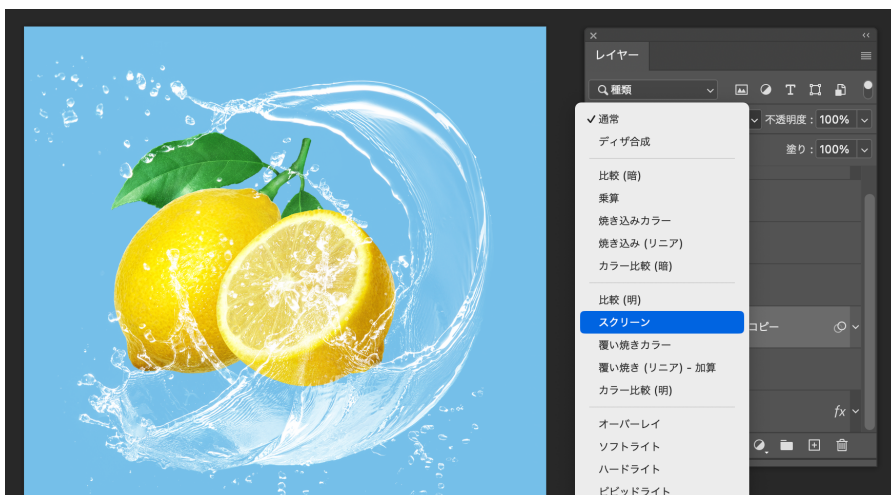 レイヤー
種類
不透明度 : 100%
塗り : 100%
通常
ディザ合成
比較 (暗)
乗算
焼き込みカラー
焼き込み (リニア)
カラー比較 (暗)
比較 (明)
スクリーン
覆い焼きカラー
覆い焼き (リニア) - 加算
カラー比較 (明)
オーバーレイ
ソフトライト
ハードライト
ビビッドライト
コピー
fx